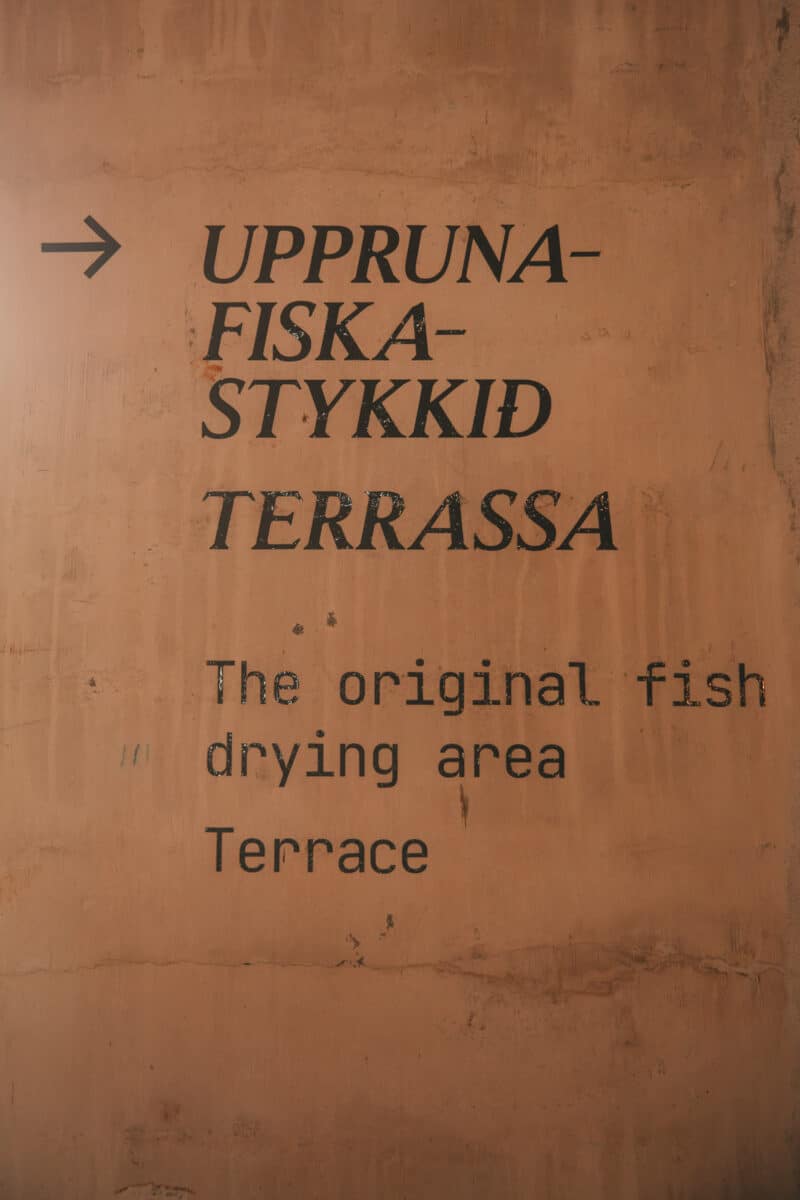 → UPPRUNA-
FISKA-
STYKKIÐ
TERRASSA
The original fish
drying area
Terrace